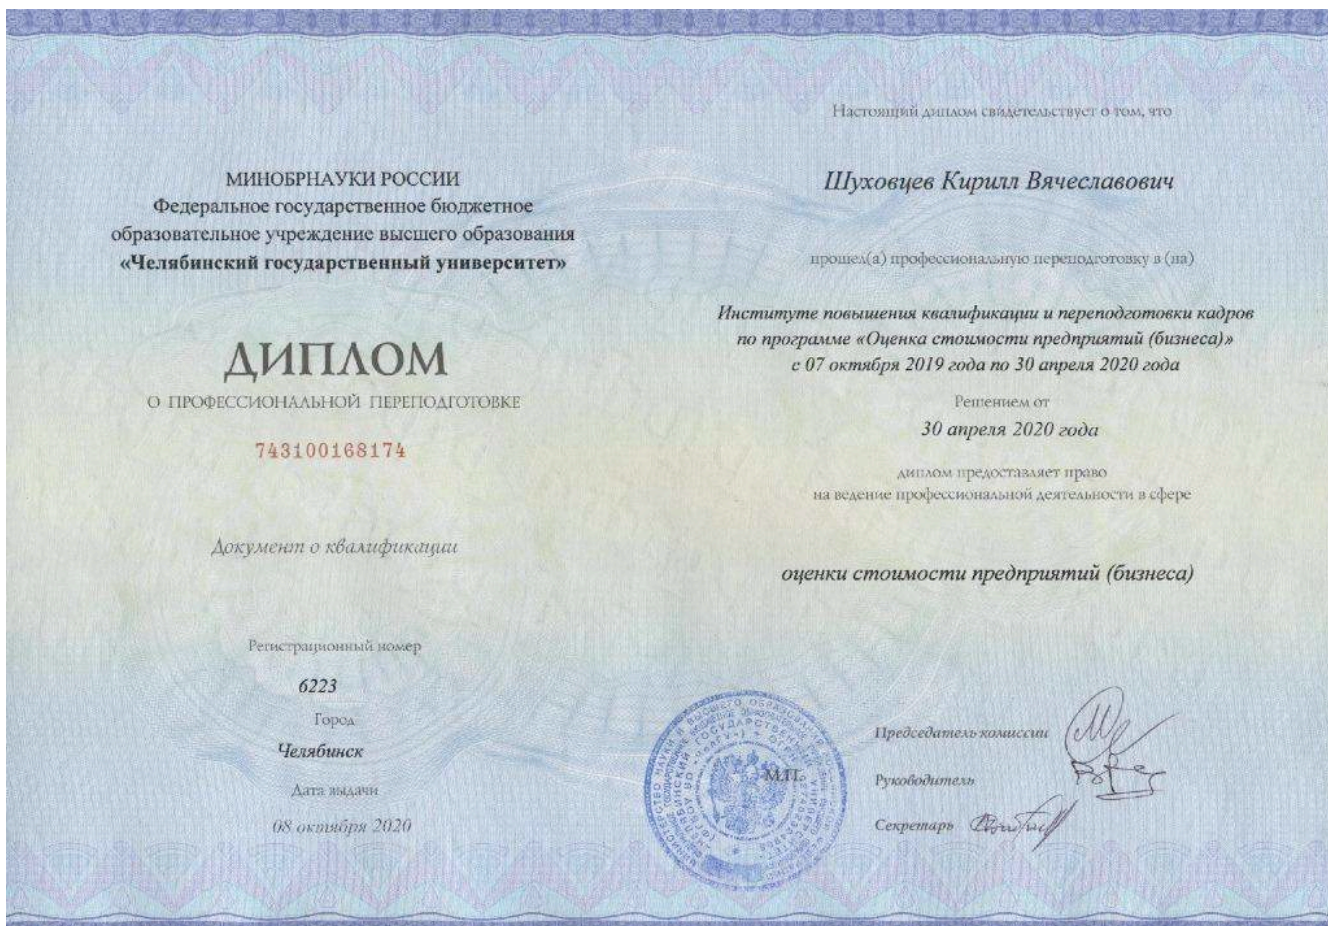 МИНОБРНАУКИ РОССИИ
Федеральное государственное бюджетное
образовательное учреждение высшего образования
«Челябинский государственный университет»
ДИПЛОМ
О ПРОФЕССИОНАЛЬНОЙ ПЕРЕПОДГОТОВКЕ
743100168174
Документ о квалификации
Регистрационный номер
6223
Город
Челябинск
Дата выдачи
08 октября 2020
Настоящий диплом свидетельствует о том, что
Шуховцев Кирилл Вячеславович
прошел(а) профессиональную переподготовку в (на)
Институте повышения квалификации и переподготовки кадров
по программе «Оценка стоимости предприятий (бизнеса)»
с 07 октября 2019 года по 30 апреля 2020 года
Решением от
30 апреля 2020 года
диплом предоставляет право
на ведение профессиональной деятельности в сфере
оценки стоимости предприятий (бизнеса)
М.П.
Председатель комиссии
Руководитель
Секретарь